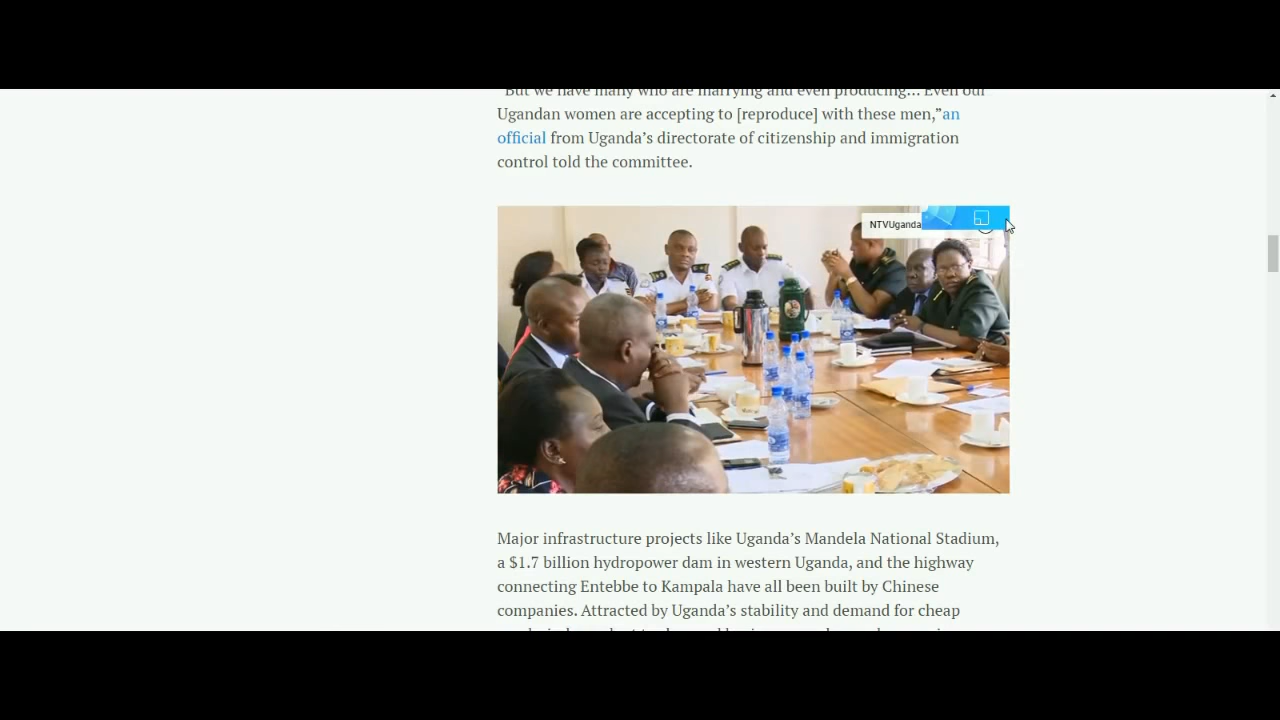 "But we have many who are marrying and even producing... Even our
Ugandan women are accepting to [reproduce] with these men,"an
official from Uganda's directorate of citizenship and immigration
control told the committee.
NTVUganda
Major infrastructure projects like Uganda's Mandela National Stadium,
a $1.7 billion hydropower dam in western Uganda, and the highway
connecting Entebbe to Kampala have all been built by Chinese
companies. Attracted by Uganda's stability and demand for cheap